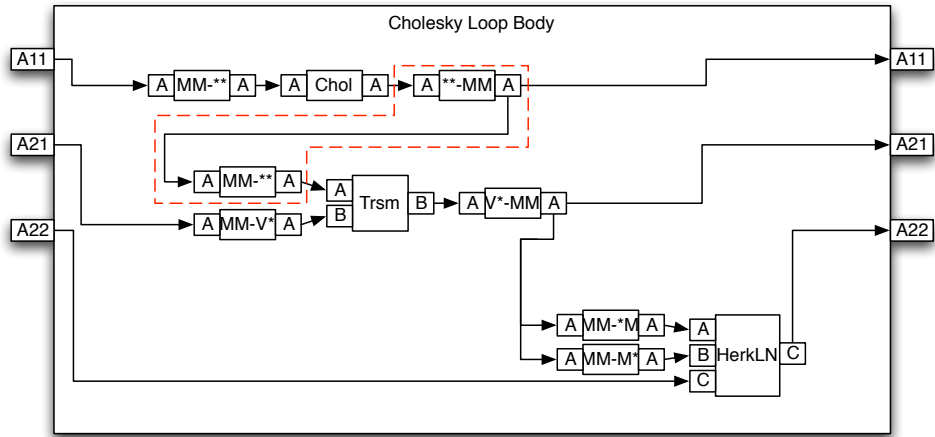 Cholesky Loop Body
A11
A11
A MM-** A
A Chol A
A **-MM A
A21
A21
A MM-** A
A
B
Trsm
B
A V*-MM A
A MM-V* A
A22
A22
A MM-*M A
A MM-M* A
A
B
C
HerkLN
C